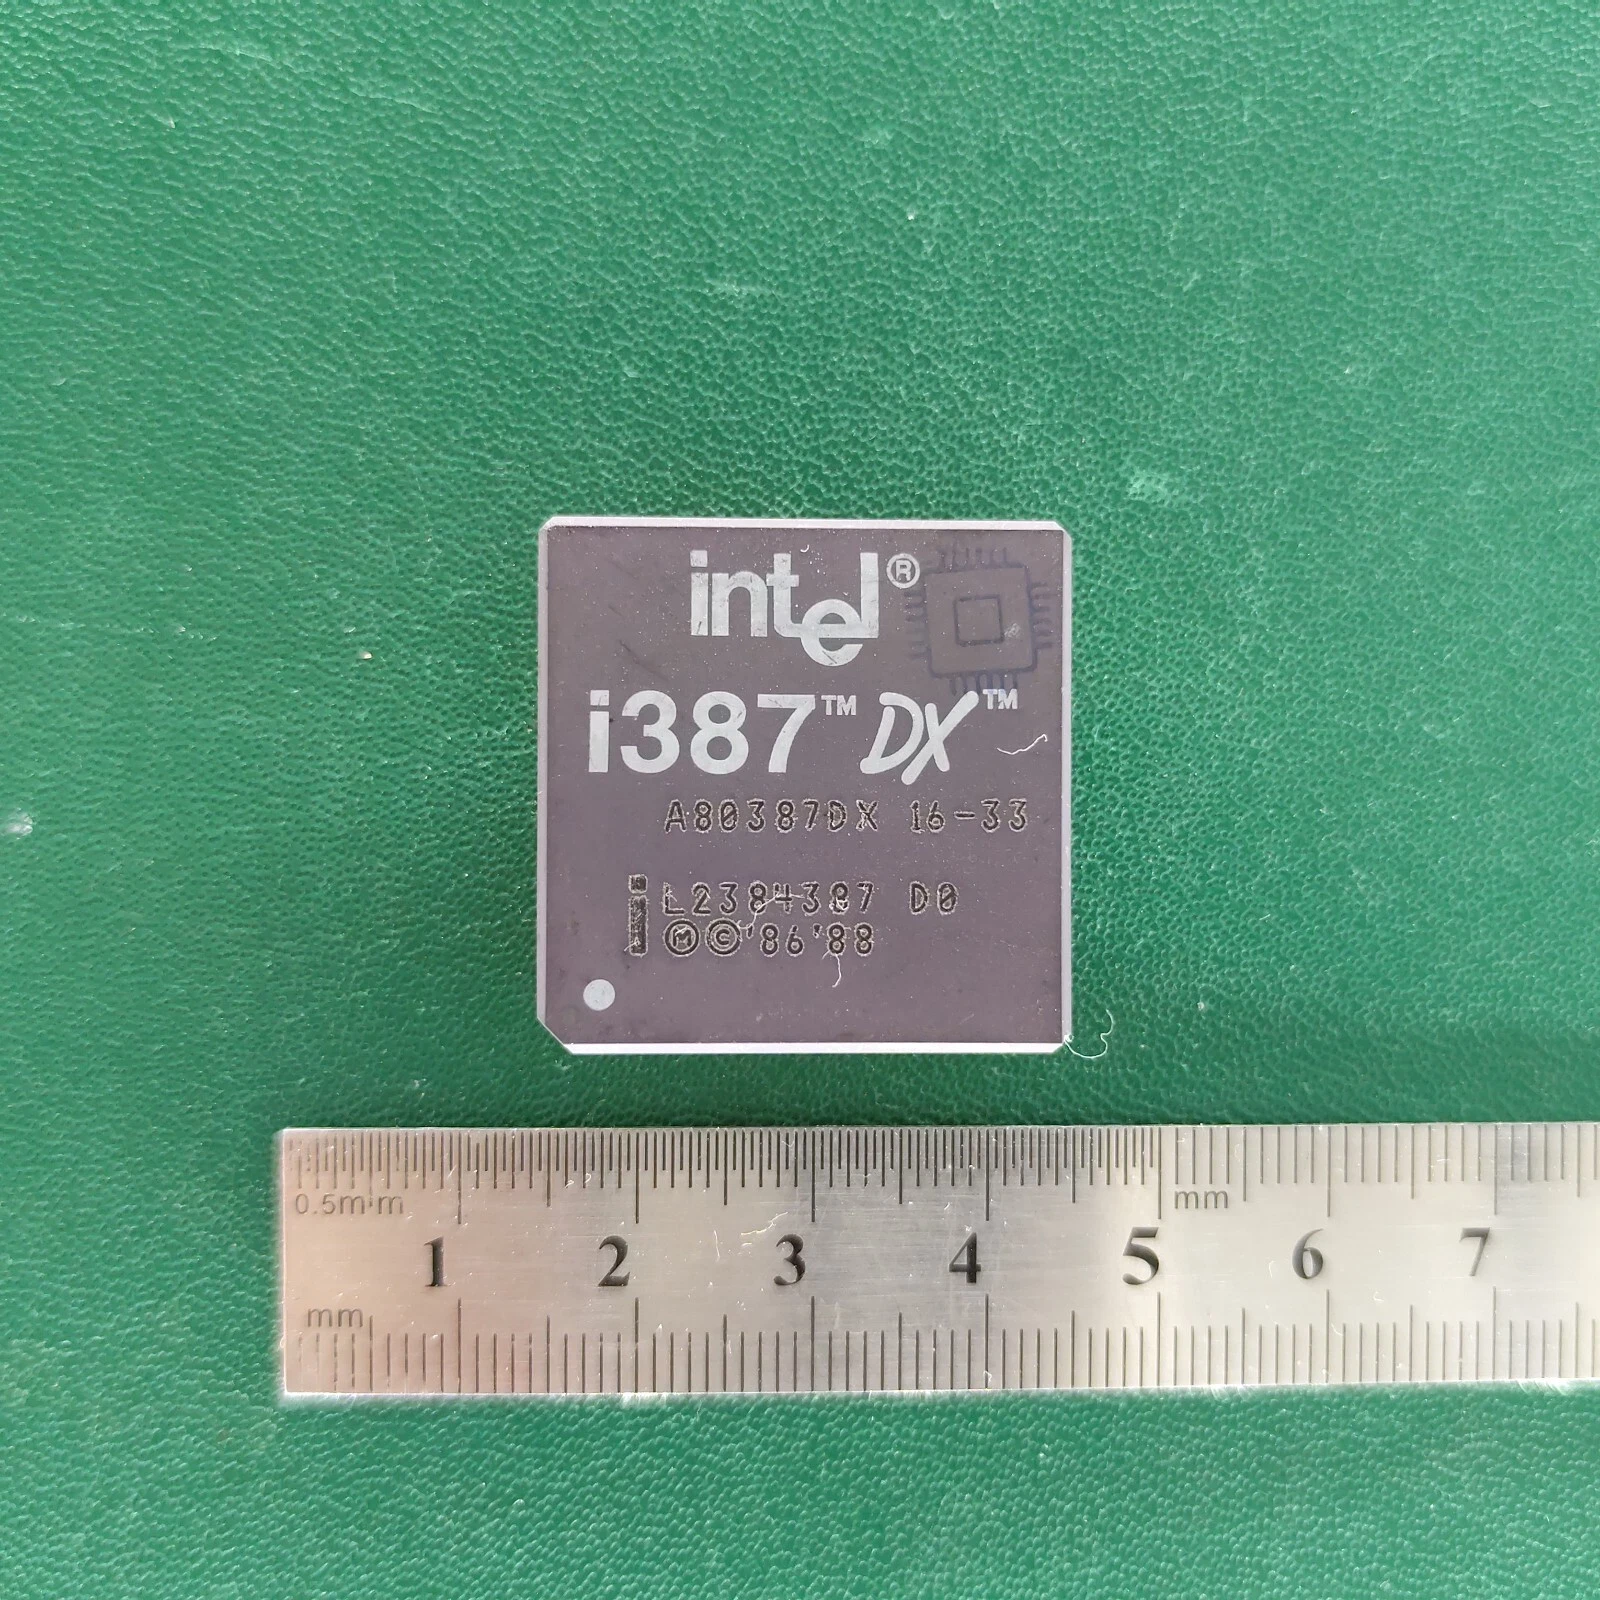 intel®
i387™ DX™
A80387DX 16-33
L2384387 D0
Ⓜ©'86'88
0.5mm
mm
1 2 3 4 5 6 7
mm